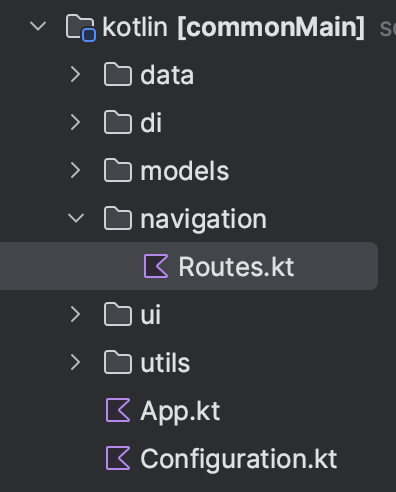 kotlin [commonMain]
data
di
models
navigation
Routes.kt
ui
utils
App.kt
Configuration.kt